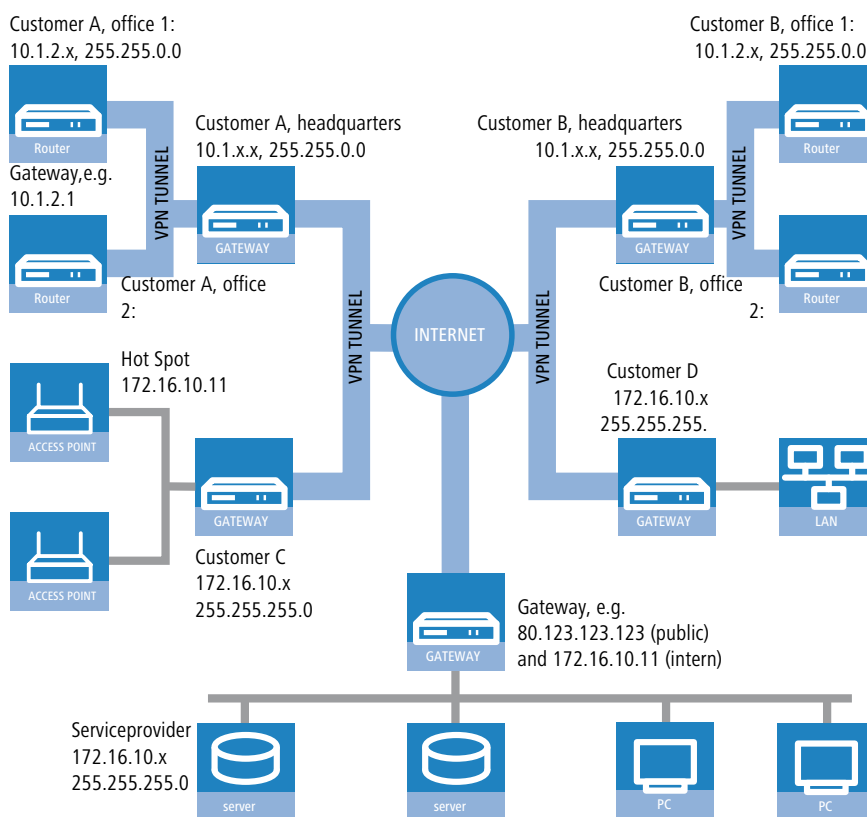 Customer A, office 1:
10.1.2.x, 255.255.0.0
Router
Gateway,e.g.
10.1.2.1
Router
VPN TUNNEL
Customer A, headquarters
10.1.x.x, 255.255.0.0
GATEWAY
Customer A, office
2:
VPN TUNNEL
Customer B, office 1:
10.1.2.x, 255.255.0.0
Router
Customer B, headquarters
10.1.x.x, 255.255.0.0
GATEWAY
VPN TUNNEL
Router
Customer B, office
2:
INTERNET
VPN TUNNEL
Hot Spot
172.16.10.11
ACCESS POINT
ACCESS POINT
GATEWAY
Customer C
172.16.10.x
255.255.255.0
Customer D
172.16.10.x
255.255.255.
GATEWAY
LAN
GATEWAY
Gateway, e.g.
80.123.123.123 (public)
and 172.16.10.11 (intern)
Serviceprovider
172.16.10.x
255.255.255.0
server
server
PC
PC